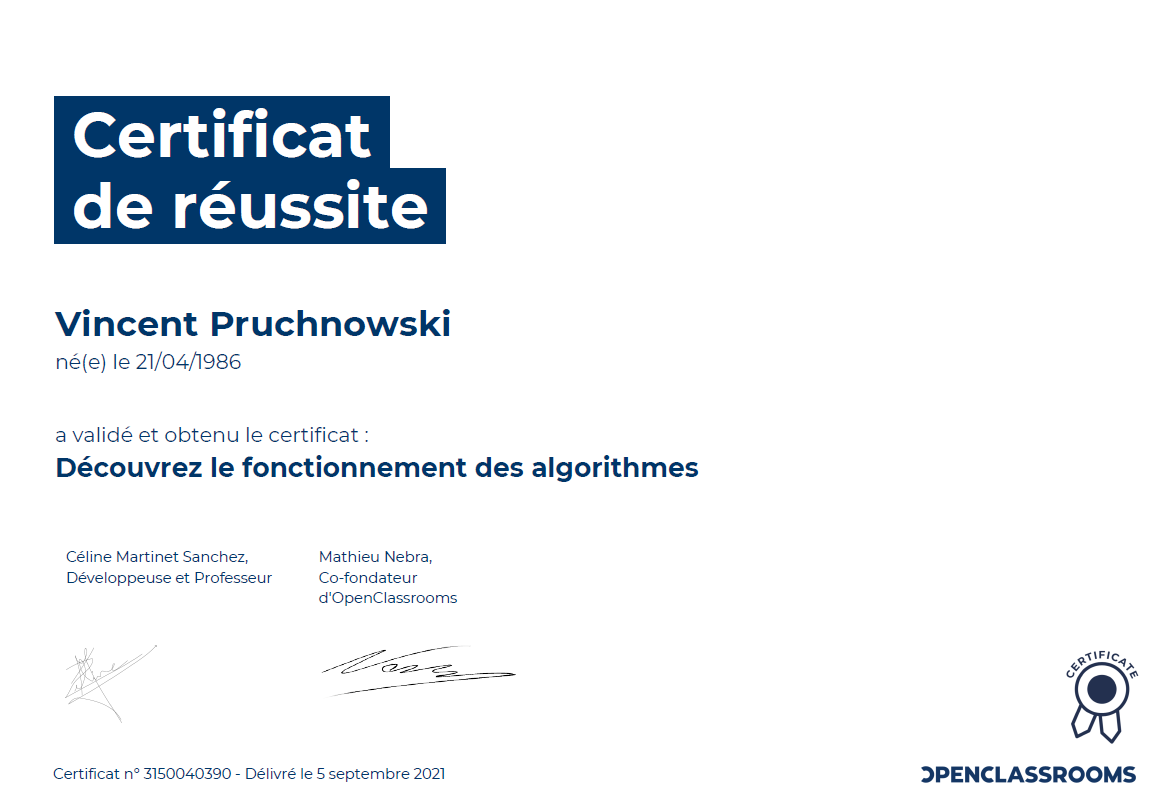 Certificat
de réussite
Vincent Pruchnowski
né(e) le 21/04/1986
a validé et obtenu le certificat :
Découvrez le fonctionnement des algorithmes
Céline Martinet Sanchez,
Développeuse et Professeur
Mathieu Nebra,
Co-fondateur
d'OpenClassrooms
CERTIFICATE
Certificat n° 3150040390 - Délivré le 5 septembre 2021
OPENCLASSROOMS